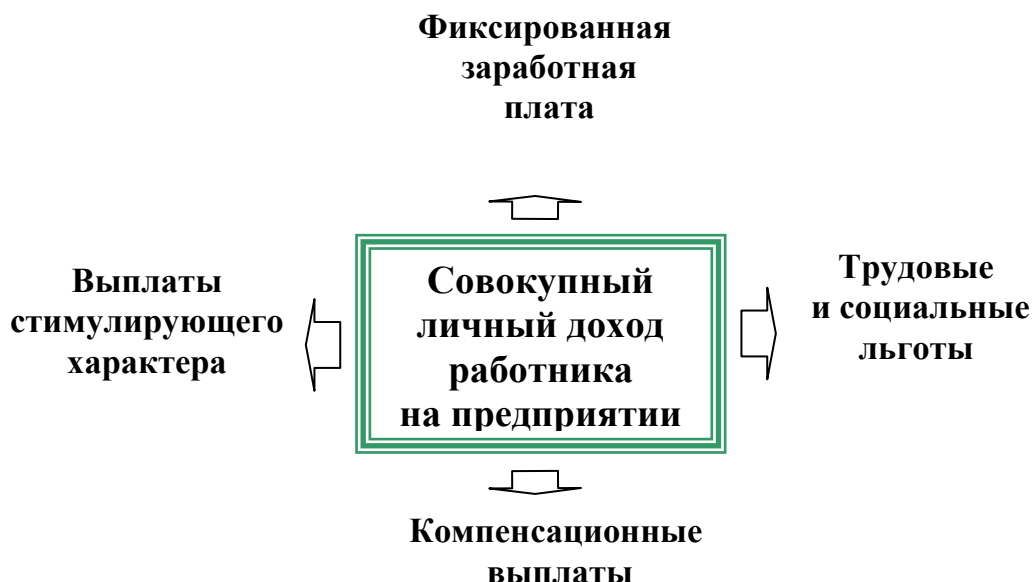 Фиксированная
заработная
плата
Выплаты
стимулирующего
характера
Совокупный
личный доход
работника
на предприятии
Трудовые
и социальные
льготы
Компенсационные
выплаты